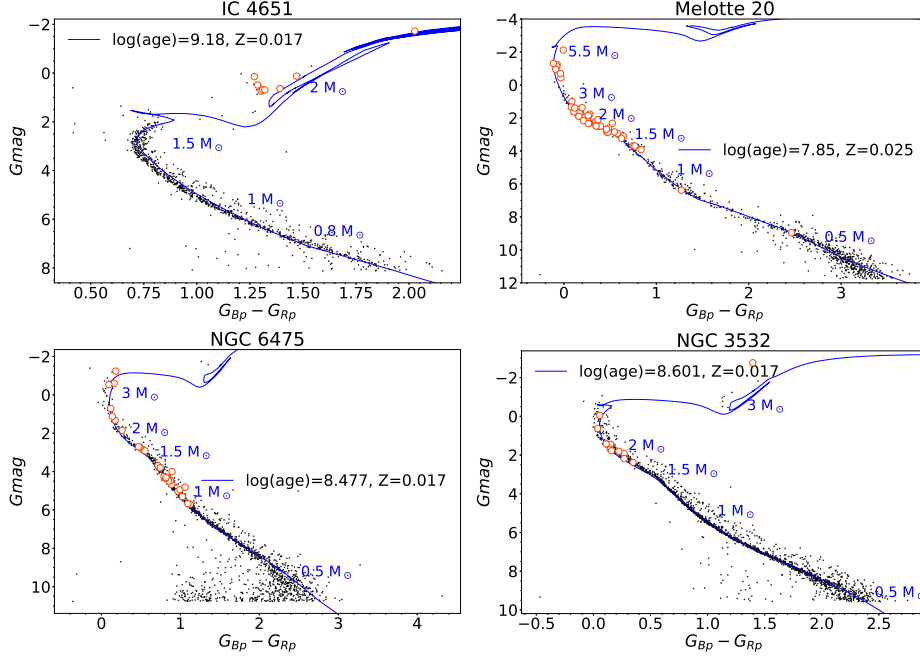 IC 4651
−2
0
2
4
6
8
Gmag
log(age)=9.18, Z=0.017
2 M ⊙
1.5 M ⊙
1 M ⊙
0.8 M ⊙
0.50 0.75 1.00 1.25 1.50 1.75 2.00
G_Bp − G_Rp
Melotte 20
−4
−2
0
2
4
6
8
10
12
Gmag
5.5 M ⊙
3 M ⊙
2 M ⊙
1.5 M ⊙
log(age)=7.85, Z=0.025
1 M ⊙
0.5 M ⊙
0 1 2 3
G_Bp − G_Rp
NGC 6475
−2
0
2
4
6
8
10
Gmag
3 M ⊙
2 M ⊙
1.5 M ⊙
log(age)=8.477, Z=0.017
1 M ⊙
0.5 M ⊙
0 1 2 3 4
G_Bp − G_Rp
NGC 3532
−2
0
2
4
6
8
10
Gmag
log(age)=8.601, Z=0.017
3 M ⊙
2 M ⊙
1.5 M ⊙
1 M ⊙
0.5 M ⊙
−0.5 0.0 0.5 1.0 1.5 2.0 2.5
G_Bp − G_Rp